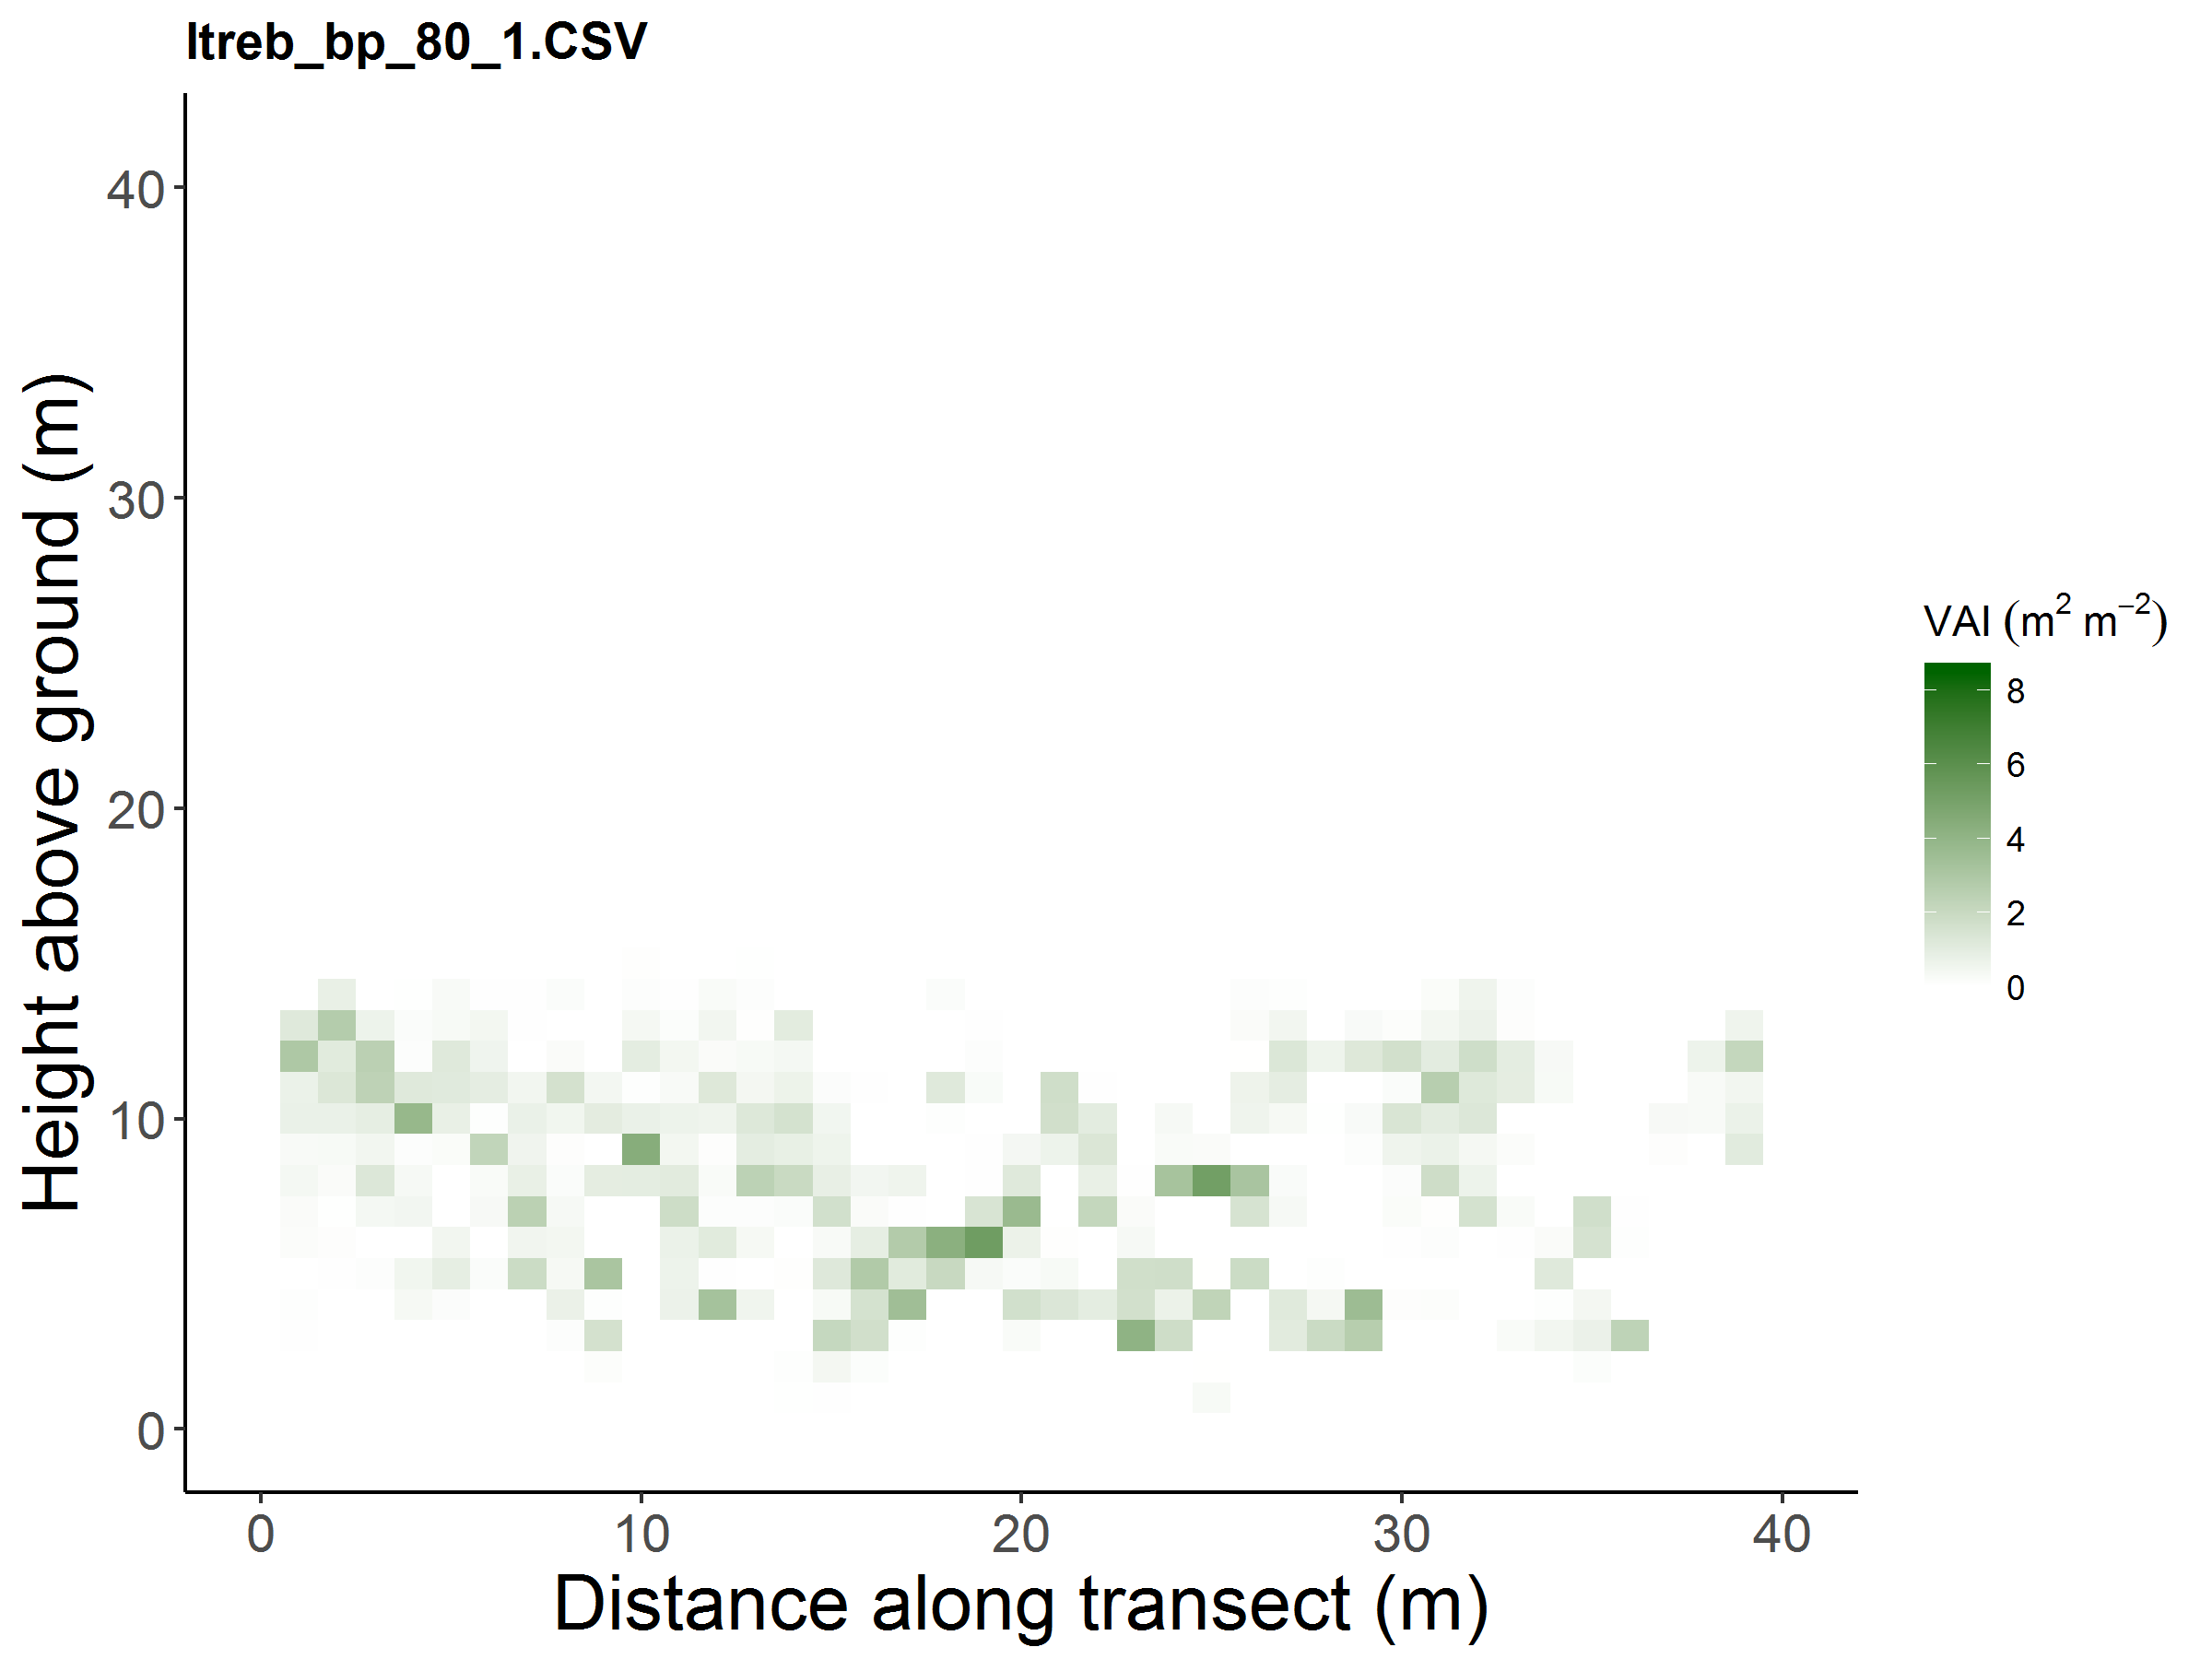 ltreb_bp_80_1.CSV
Height above ground (m)
40
30
20
10
0
0 10 20 30 40
Distance along transect (m)
VAI (m² m⁻²)
8
6
4
2
0